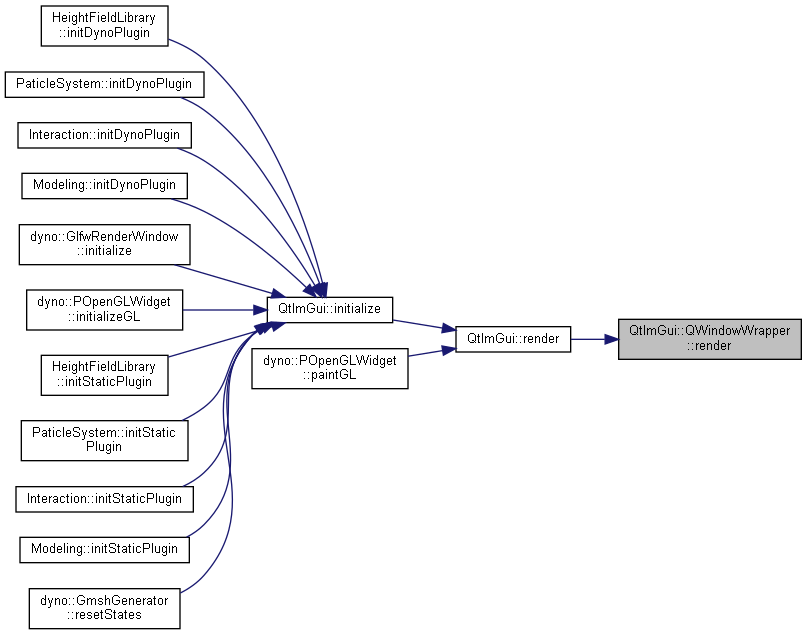 HeightFieldLibrary
::initDynoPlugin
PaticleSystem::initDynoPlugin
Interaction::initDynoPlugin
Modeling::initDynoPlugin
dyno::GlfwRenderWindow
::initialize
dyno::POpenGLWidget
::initializeGL
HeightFieldLibrary
::initStaticPlugin
PaticleSystem::initStatic
Plugin
Interaction::initStaticPlugin
Modeling::initStaticPlugin
dyno::GmshGenerator
::resetStates
QtImGui::initialize
dyno::POpenGLWidget
::paintGL
QtImGui::render
QtImGui::QWindowWrapper
::render